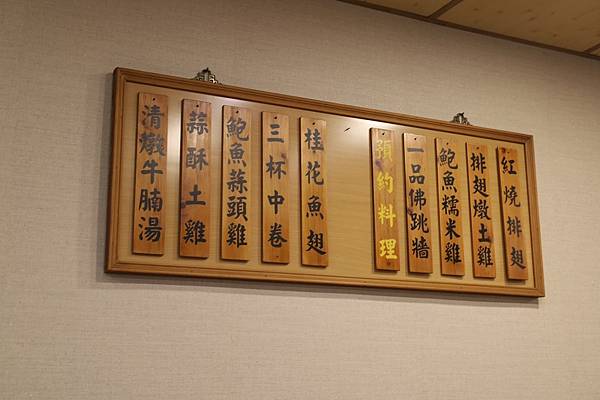 紅燒排翅
排翅燉土雞
鮑魚糯米雞
一品佛跳牆
預約料理
桂花魚翅
三杯中卷
鮑魚蒜頭雞
蒜酥土雞
清燉牛腩湯